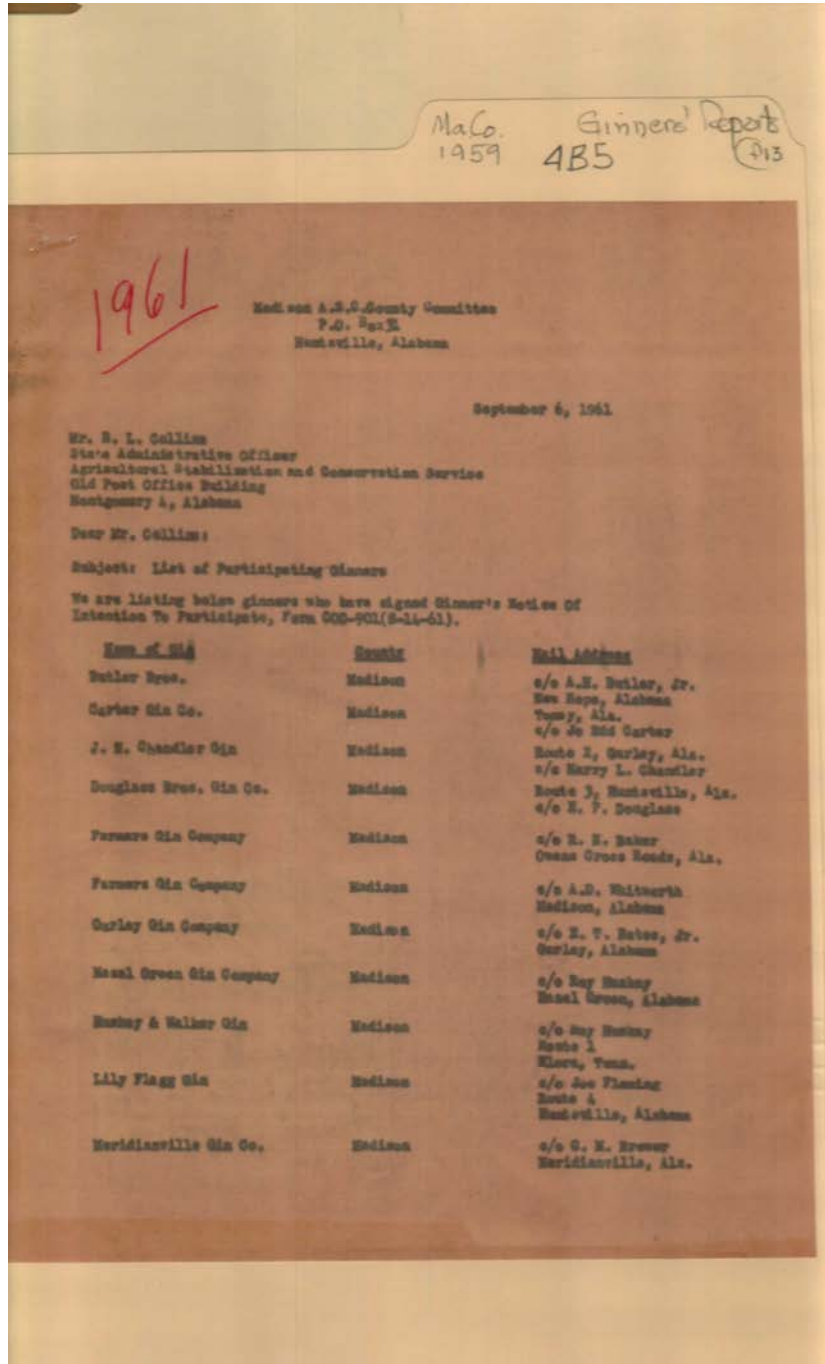 MaCo. Ginners' Reports
1959 4B5 P13
1961
Madison A.S.C.County Committee
P.O. Box
Huntsville, Alabama
September 6, 1961
Mr. B. L. Collins
State Administrative Officer
Agricultural Stabilization and Conservation Service
Old Post Office Building
Montgomery 4, Alabama
Dear Mr. Collins:
Subject: List of Participating Ginners
We are listing below ginners who have signed Ginner's Notice Of
Intention To Participate, Form (8-14-61).
Name of Gin County Mail Address
Butler Bros. Madison c/o A.H. Butler, Jr.
New Hope, Alabama
Carter Gin Co. Madison Toney, Ala.
c/o Jo Edd Carter
Chandler Gin Madison Route 2, Gurley, Ala.
c/o Harry L. Chandler
Douglass Bros. Gin Co. Madison Route 3, Huntsville, Ala.
c/o Douglass
Farmers Gin Company Madison c/o Baker
Owens Cross Roads, Ala.
Farmers Gin Company Madison c/o A.D. Whitworth
Madison, Alabama
Gurley Gin Company Madison c/o Bates, Jr.
Gurley, Alabama
Hazel Green Gin Company Madison c/o Ray
Hazel Green, Alabama
& Walker Gin Madison c/o Ray
Route 1
Elora, Tenn.
Lily Flagg Gin Madison c/o Joe Fleming
Route 4
Huntsville, Alabama
Meridianville Gin Co. Madison c/o Brewer
Meridianville, Ala.